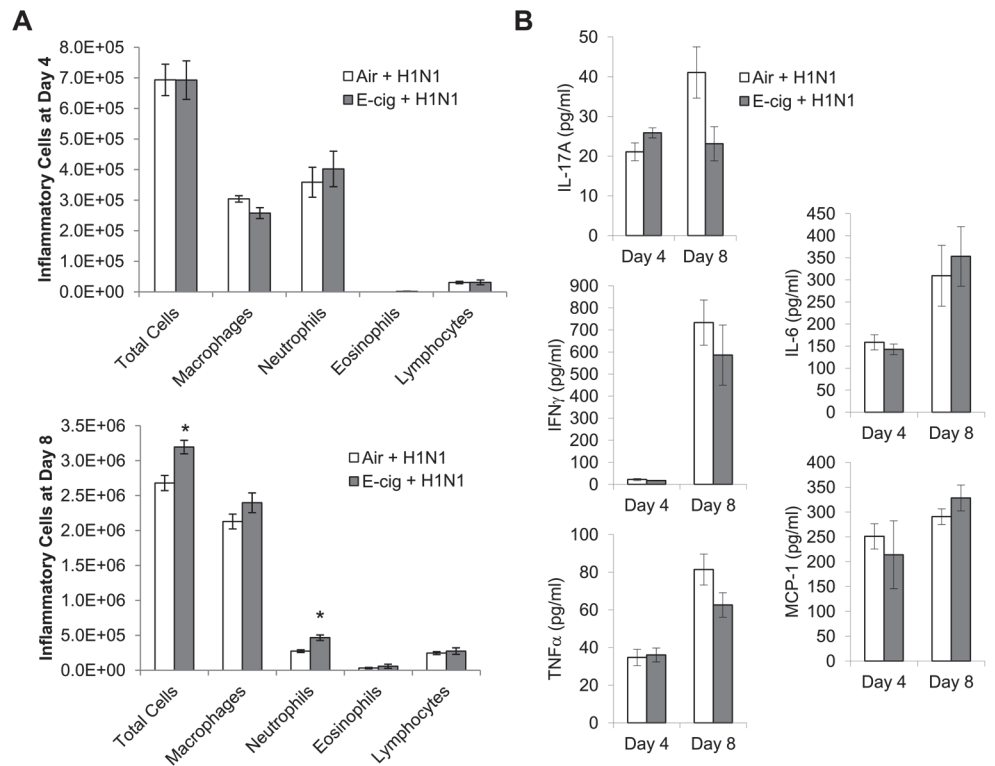 A
Inflammatory Cells at Day 4
8.0E+05
7.0E+05
6.0E+05
5.0E+05
4.0E+05
3.0E+05
2.0E+05
1.0E+05
0.0E+00
Air + H1N1
E-cig + H1N1
Total Cells
Macrophages
Neutrophils
Eosinophils
Lymphocytes
Inflammatory Cells at Day 8
3.5E+06
3.0E+06
2.5E+06
2.0E+06
1.5E+06
1.0E+06
5.0E+05
0.0E+00
*
*
Air + H1N1
E-cig + H1N1
Total Cells
Macrophages
Neutrophils
Eosinophils
Lymphocytes
B
IL-17A (pg/ml)
50
40
30
20
10
0
Air + H1N1
E-cig + H1N1
Day 4 Day 8
IFNγ (pg/ml)
900
800
700
600
500
400
300
200
100
0
Day 4 Day 8
TNFα (pg/ml)
100
80
60
40
20
0
Day 4 Day 8
IL-6 (pg/ml)
450
400
350
300
250
200
150
100
50
0
Day 4 Day 8
MCP-1 (pg/ml)
400
350
300
250
200
150
100
50
0
Day 4 Day 8